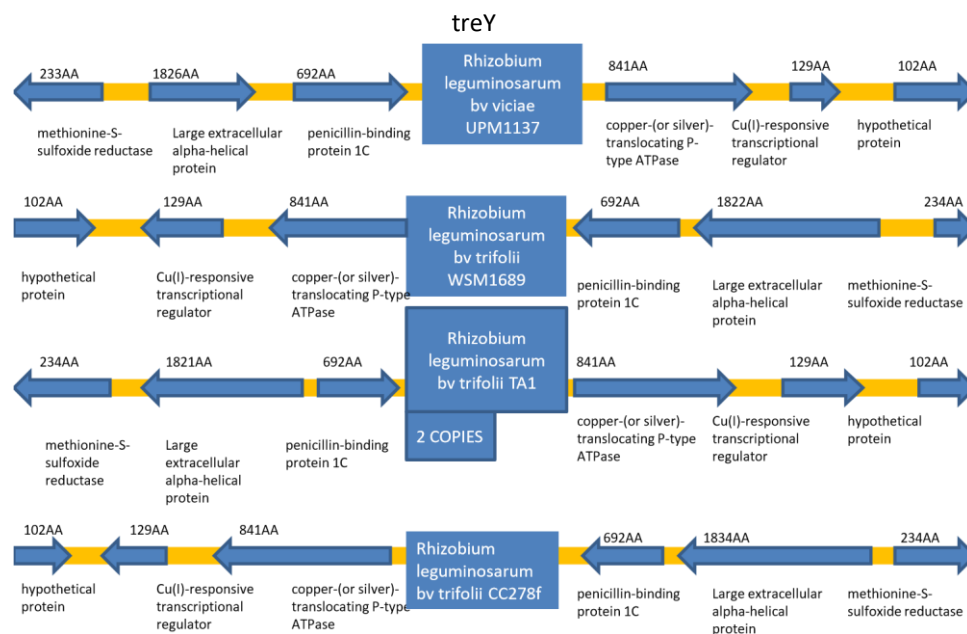 treY
233AA
1826AA
692AA
Rhizobium
leguminosarum
bv viciae
UPM1137
841AA
129AA
102AA
methionine-S-
sulfoxide reductase
Large extracellular
alpha-helical
protein
penicillin-binding
protein 1C
copper-(or silver)-
translocating P-
type ATPase
Cu(I)-responsive
transcriptional
regulator
hypothetical
protein
102AA
129AA
841AA
Rhizobium
leguminosarum
bv trifolii
WSM1689
692AA
1822AA
234AA
hypothetical
protein
Cu(I)-responsive
transcriptional
regulator
copper-(or silver)-
translocating P-type
ATPase
penicillin-binding
protein 1C
Large extracellular
alpha-helical
protein
methionine-S-
sulfoxide reductase
234AA
1821AA
692AA
Rhizobium
leguminosarum
bv trifolii TA1
2 COPIES
841AA
129AA
102AA
methionine-S-
sulfoxide
reductase
Large
extracellular
alpha-helical
protein
penicillin-binding
protein 1C
copper-(or silver)-
translocating P-type
ATPase
Cu(I)-responsive
transcriptional
regulator
hypothetical
protein
102AA
129AA
841AA
Rhizobium
leguminosarum
bv trifolii CC278f
692AA
1834AA
234AA
hypothetical
protein
Cu(I)-responsive
transcriptional
regulator
copper-(or silver)-
translocating P-type
ATPase
penicillin-binding
protein 1C
Large extracellular
alpha-helical
protein
methionine-S-
sulfoxide reductase